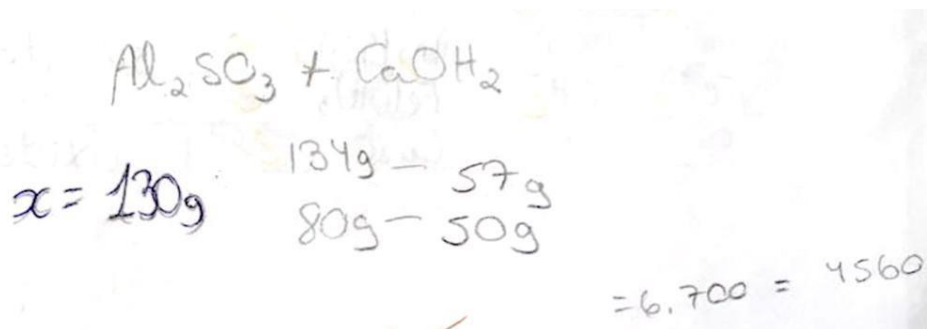 Al₂SO₃ + CaOH₂
134g — 57g
x = 130g
80g — 50g
= 6.700 = 4560